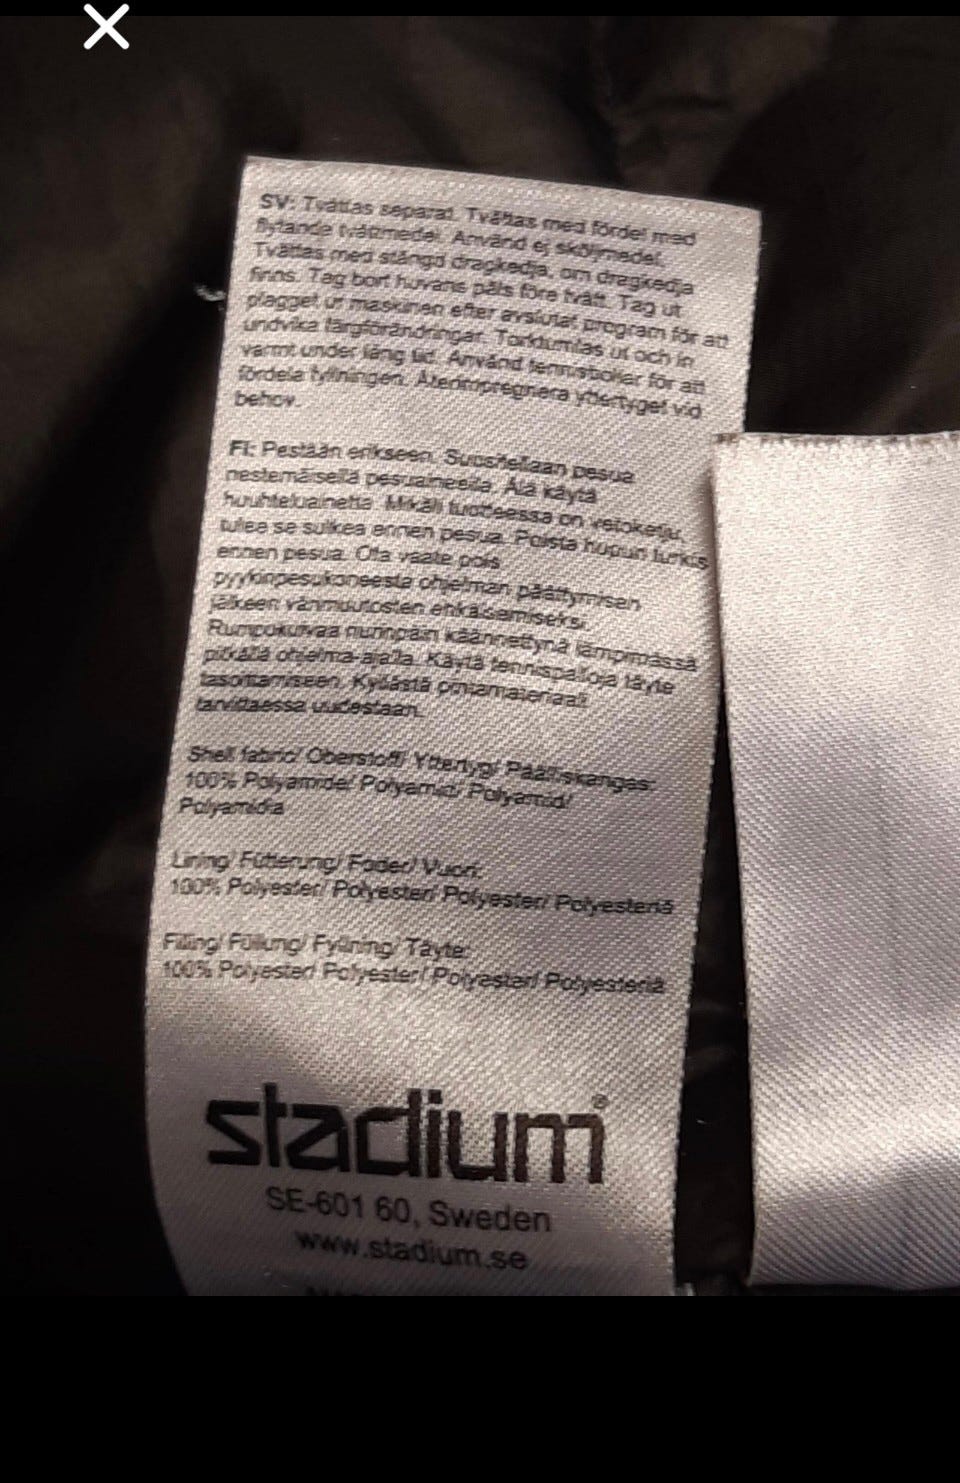 SV: Tvättas separat. Tvättas med fördel med
flytande tvättmedel. Använd ej sköljmedel.
Tvättas med stängd dragkedja, om dragkedja
finns. Tag bort huvans päls före tvätt. Tag ut
plagget ur maskinen efter avslutat program för att
undvika färgförändringar. Torktumlas ut och in
varmt under lång tid. Använd tennisbollar för att
fördela fyllningen. Återimpregnera yttertyget vid
behov.
FI: Pestään erikseen. Suositellaan pesua
nestemäisellä pesuaineella. Älä käytä
huuhteluainetta. Mikäli tuotteessa on vetoketju,
tulee se sulkea ennen pesua. Poista hupun turkis
ennen pesua. Ota vaate pois
pyykinpesukoneesta ohjelman päättymisen
jälkeen värimuutosten ehkäisemiseksi.
Rumpukuivaa nurinpäin käännettynä lämpimässä
pitkällä ohjelma-ajalla. Käytä tennispalloja täyte
tasoittamiseen. Kyllästä pintamateriaali
tarvittaessa uudestaan.
Shell fabric/ Oberstoff/ Yttertyg/ Päälliskangas:
100% Polyamide/ Polyamid/ Polyamid/
Polyamidia
Lining/ Fütterung/ Foder/ Vuori:
100% Polyester/ Polyester/ Polyester/ Polyesteriä
Filling/ Füllung/ Fyllning/ Täyte:
100% Polyester/ Polyester/ Polyester/ Polyesteriä
stadium®
SE-601 60, Sweden
www.stadium.se